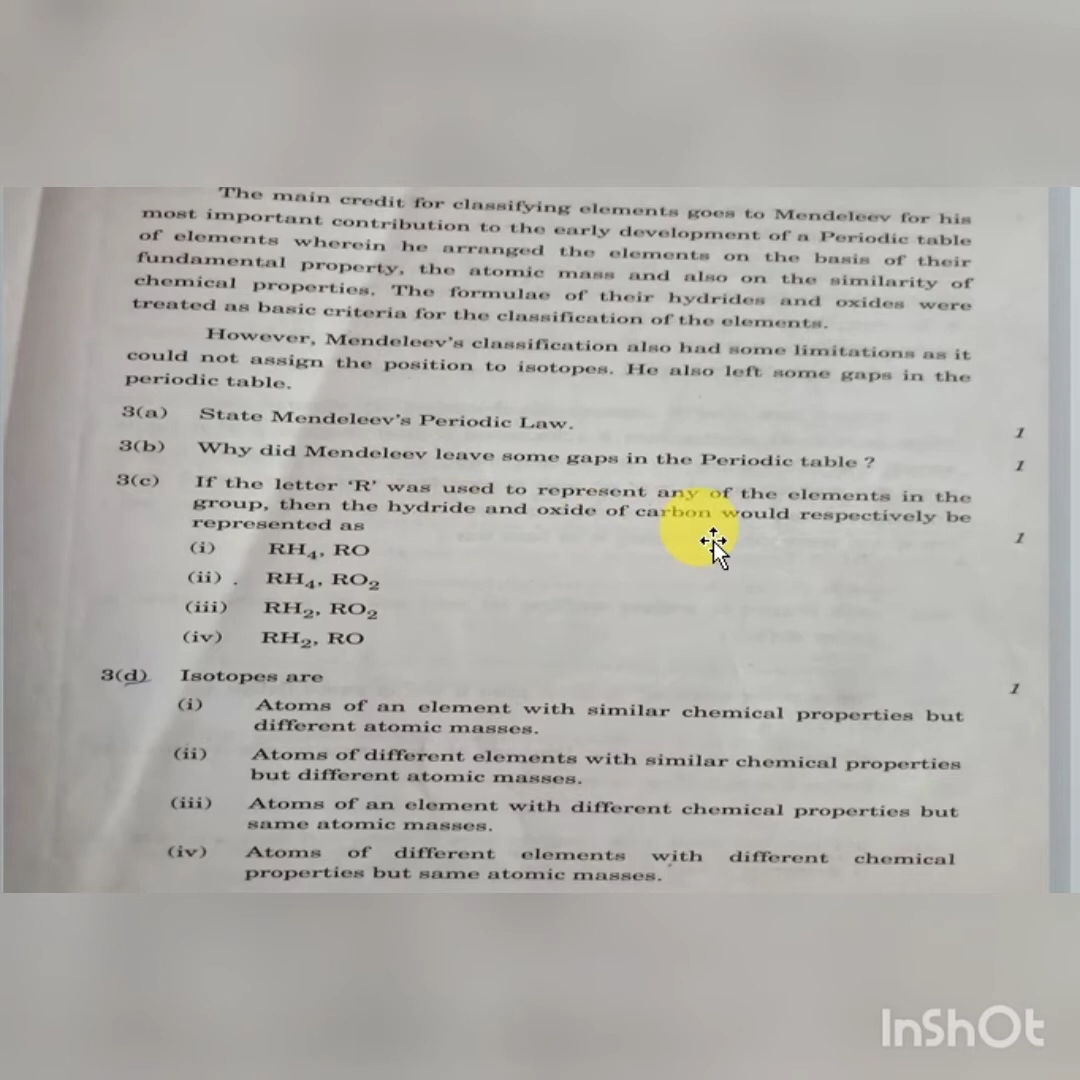 The main credit for classifying elements goes to Mendeleev for his
most important contribution to the early development of a Periodic table
of elements wherein he arranged the elements on the basis of their
fundamental property, the atomic mass and also on the similarity of
chemical properties. The formulae of their hydrides and oxides were
treated as basic criteria for the classification of the elements.
However, Mendeleev's classification also had some limitations as it
could not assign the position to isotopes. He also left some gaps in the
periodic table.
3(a) State Mendeleev's Periodic Law. 1
3(b) Why did Mendeleev leave some gaps in the Periodic table ? 1
3(c) If the letter 'R' was used to represent any of the elements in the
group, then the hydride and oxide of carbon would respectively be
represented as 1
(i) RH₄, RO
(ii) . RH₄, RO₂
(iii) RH₂, RO₂
(iv) RH₂, RO
3(d) Isotopes are 1
(i) Atoms of an element with similar chemical properties but
different atomic masses.
(ii) Atoms of different elements with similar chemical properties
but different atomic masses.
(iii) Atoms of an element with different chemical properties but
same atomic masses.
(iv) Atoms of different elements with different chemical
properties but same atomic masses.
InShOt